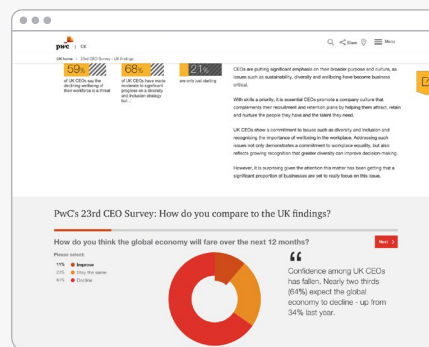 pwc | UK
Share
Menu
UK home > 23rd CEO Survey - UK findings
59%
68%
21%
of UK CEOs say the
declining wellbeing of
their workforce is a threat
of UK CEOs have made
moderate to significant
progress on a diversity
and inclusion strategy
but...
are only just starting
CEOs are putting significant emphasis on their broader purpose and culture, as
issues such as sustainability, diversity and wellbeing have become business
critical.
With skills a priority, it is essential CEOs promote a company culture that
complements their recruitment and retention plans by helping them attract, retain
and nurture the people they have and the talent they need.
UK CEOs show a commitment to issues such as diversity and inclusion and
recognising the importance of wellbeing in the workplace. Addressing such
issues not only demonstrates a commitment to workplace equality, but also
reflects growing recognition that greater diversity can improve decision-making.
However, it is surprising given the attention this matter has been getting that a
significant proportion of businesses are yet to really focus on this issue.
PwC's 23rd CEO Survey: How do you compare to the UK findings?
How do you think the global economy will fare over the next 12 months?
Next >
Please select:
Improve
Stay the same
Decline
“
Confidence among UK CEOs
has fallen. Nearly two thirds
(64%) expect the global
economy to decline - up from
34% last year.